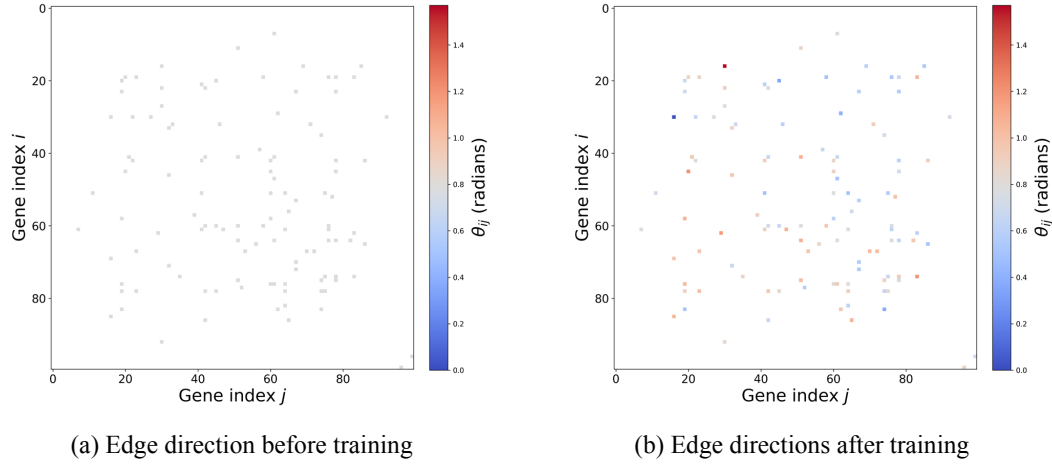 0
20
40
60
80
0 20 40 60 80
Gene index i
Gene index j
1.4
1.2
1.0
0.8
0.6
0.4
0.2
0.0
θij (radians)
(a) Edge direction before training
0
20
40
60
80
0 20 40 60 80
Gene index i
Gene index j
1.4
1.2
1.0
0.8
0.6
0.4
0.2
0.0
θij (radians)
(b) Edge directions after training